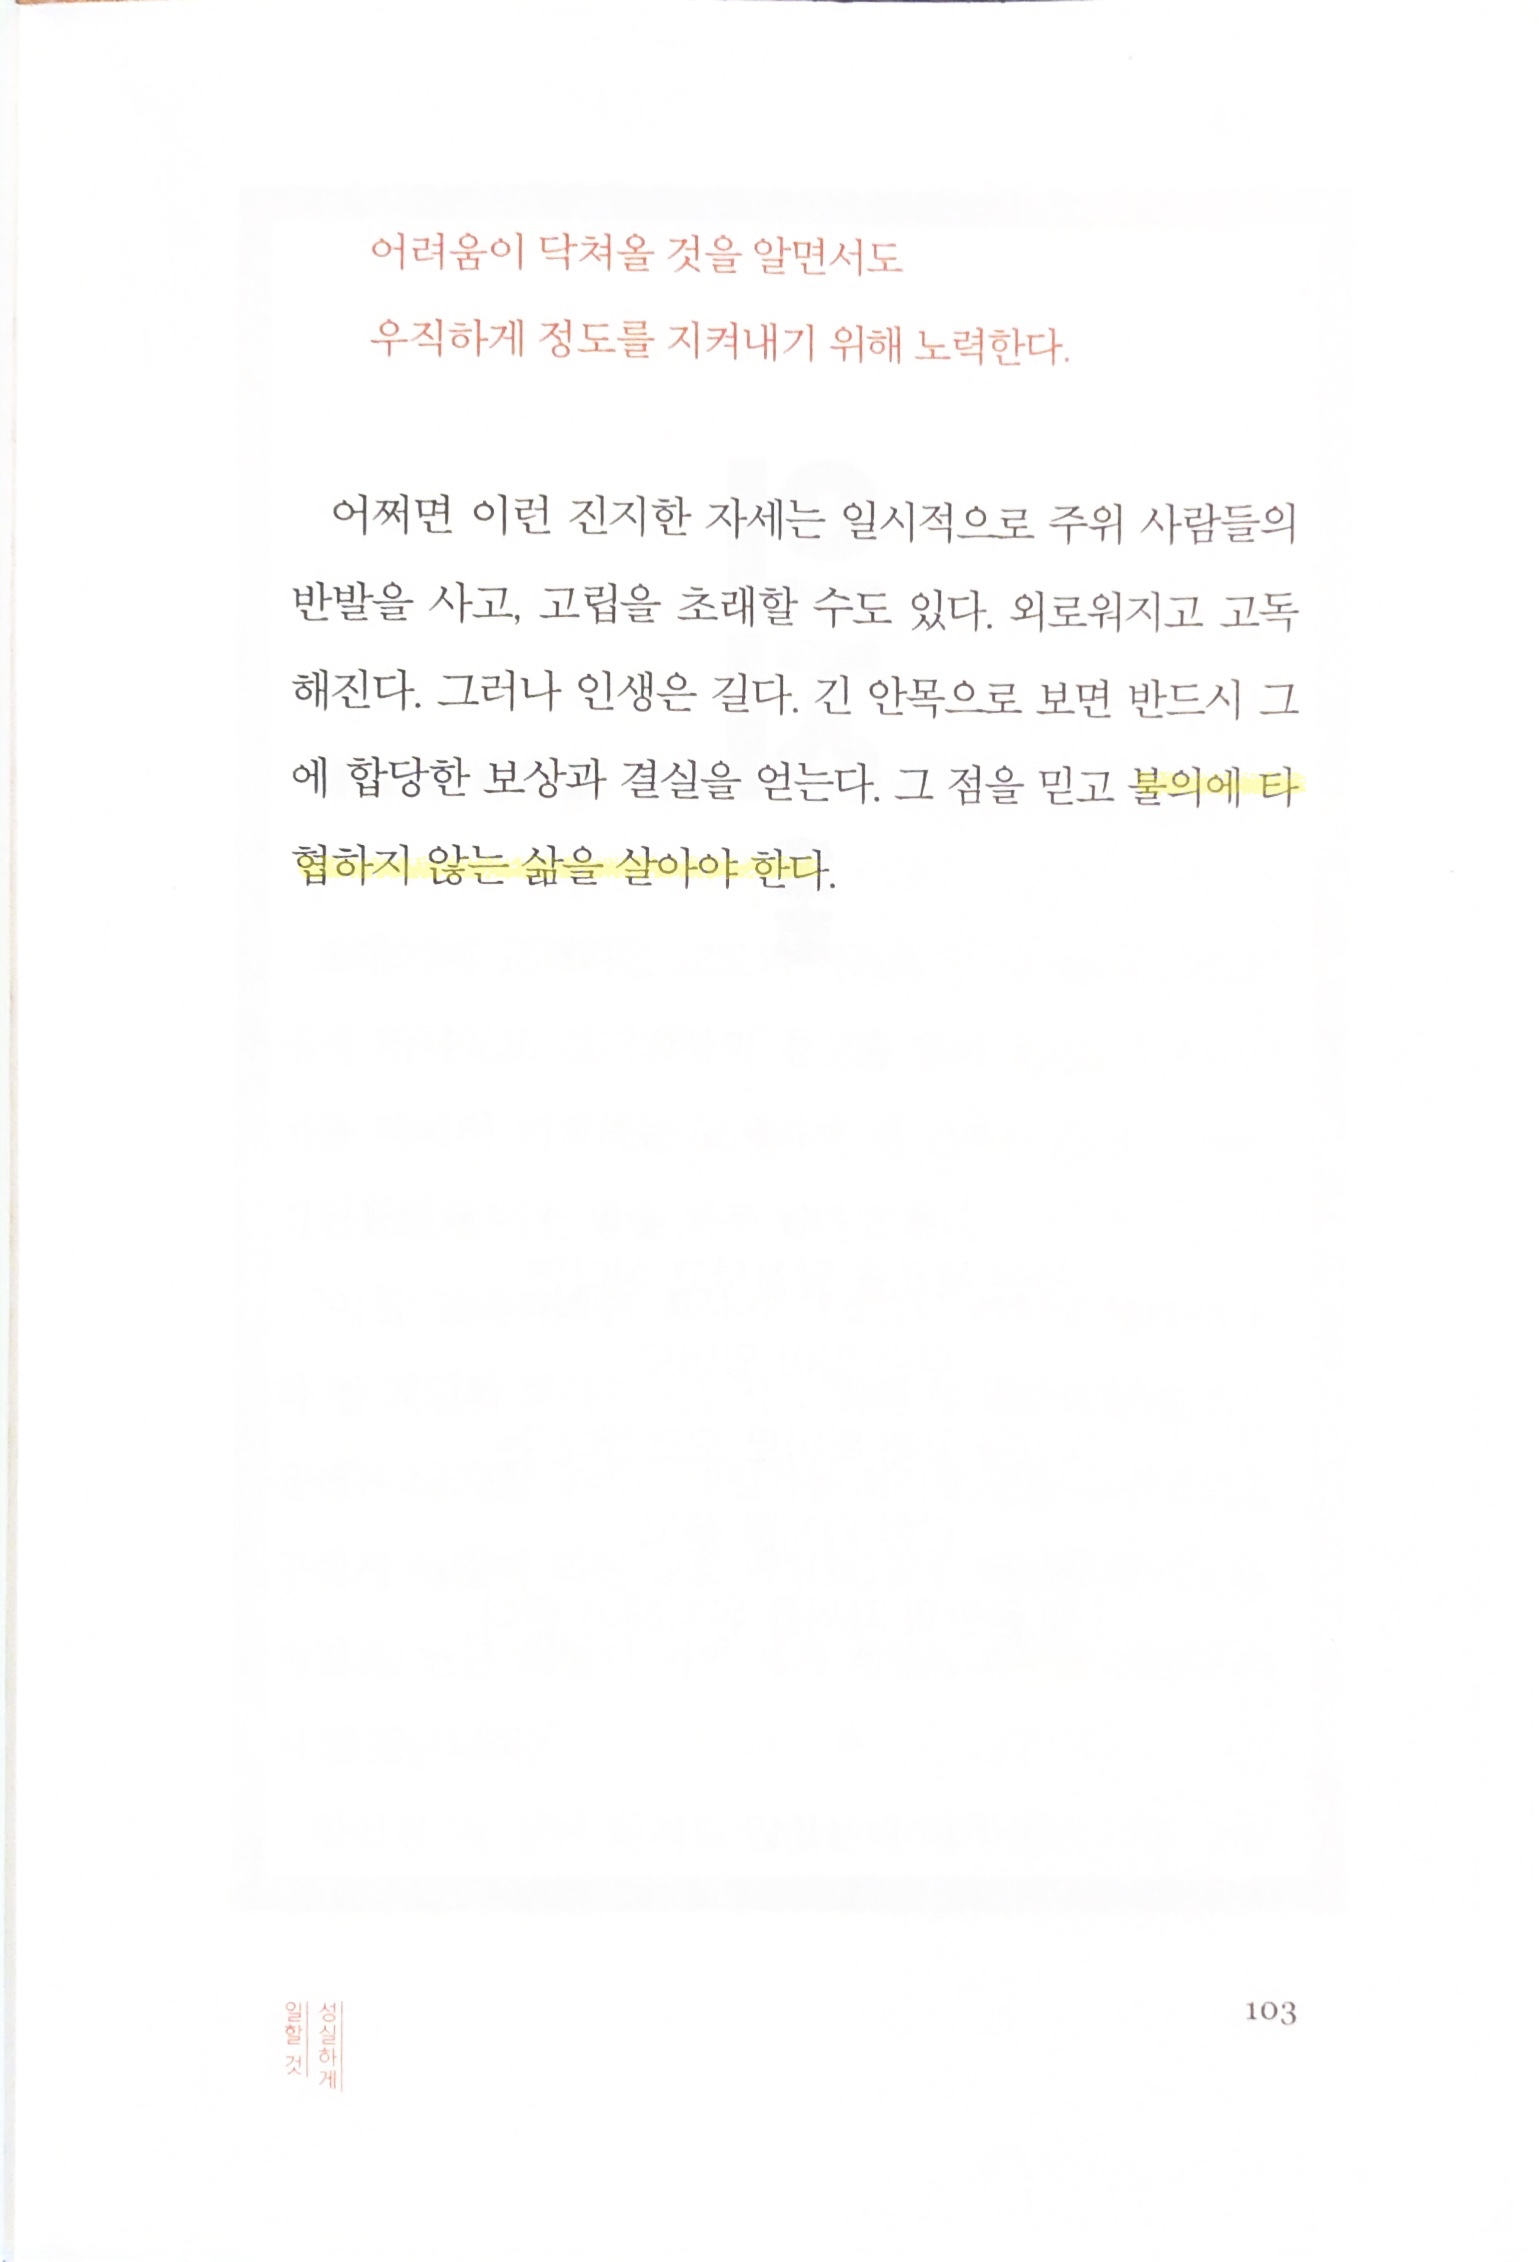 어려움이 닥쳐올 것을 알면서도
우직하게 정도를 지켜내기 위해 노력한다.
어쩌면 이런 진지한 자세는 일시적으로 주위 사람들의
반발을 사고, 고립을 초래할 수도 있다. 외로워지고 고독
해진다. 그러나 인생은 길다. 긴 안목으로 보면 반드시 그
에 합당한 보상과 결실을 얻는다. 그 점을 믿고 불의에 타
협하지 않는 삶을 살아야 한다.
성실하게
일할 것
103